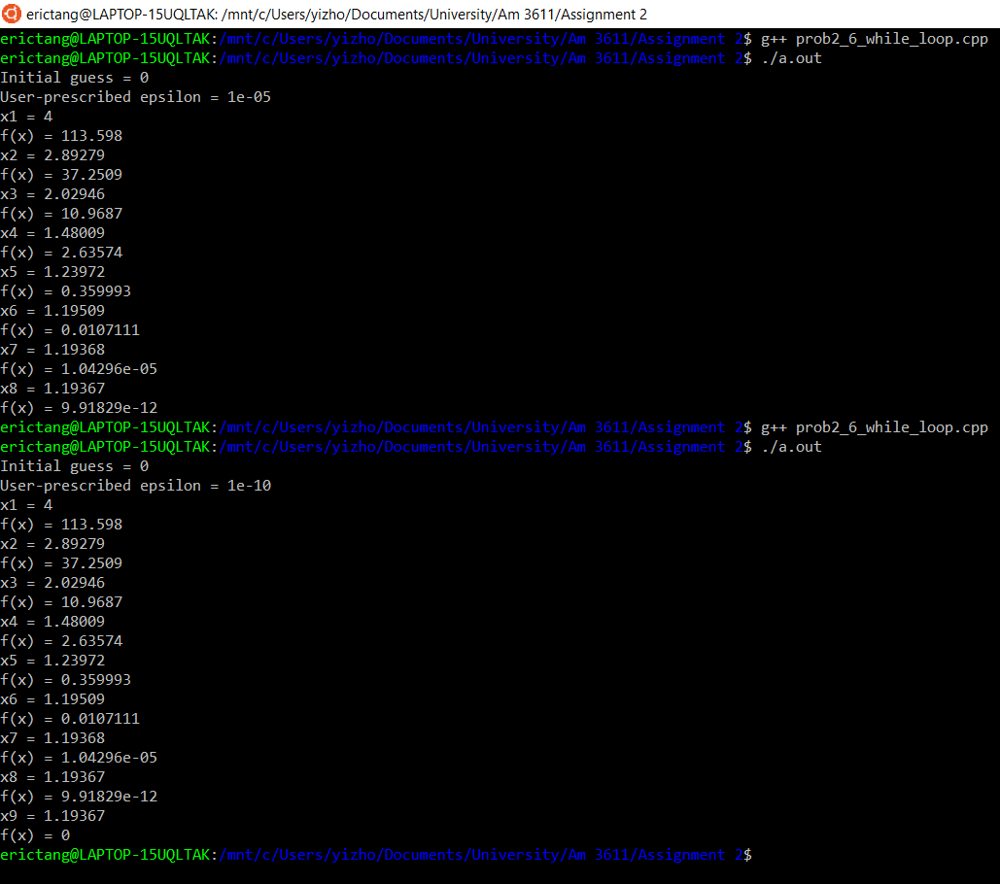 erictang@LAPTOP-15UQLTAK: /mnt/c/Users/yizho/Documents/University/Am 3611/Assignment 2
erictang@LAPTOP-15UQLTAK:/mnt/c/Users/yizho/Documents/University/Am 3611/Assignment 2$ g++ prob2_6_while_loop.cpp
erictang@LAPTOP-15UQLTAK:/mnt/c/Users/yizho/Documents/University/Am 3611/Assignment 2$ ./a.out
Initial guess = 0
User-prescribed epsilon = 1e-05
x1 = 4
f(x) = 113.598
x2 = 2.89279
f(x) = 37.2509
x3 = 2.02946
f(x) = 10.9687
x4 = 1.48009
f(x) = 2.63574
x5 = 1.23972
f(x) = 0.359993
x6 = 1.19509
f(x) = 0.0107111
x7 = 1.19368
f(x) = 1.04296e-05
x8 = 1.19367
f(x) = 9.91829e-12
erictang@LAPTOP-15UQLTAK:/mnt/c/Users/yizho/Documents/University/Am 3611/Assignment 2$ g++ prob2_6_while_loop.cpp
erictang@LAPTOP-15UQLTAK:/mnt/c/Users/yizho/Documents/University/Am 3611/Assignment 2$ ./a.out
Initial guess = 0
User-prescribed epsilon = 1e-10
x1 = 4
f(x) = 113.598
x2 = 2.89279
f(x) = 37.2509
x3 = 2.02946
f(x) = 10.9687
x4 = 1.48009
f(x) = 2.63574
x5 = 1.23972
f(x) = 0.359993
x6 = 1.19509
f(x) = 0.0107111
x7 = 1.19368
f(x) = 1.04296e-05
x8 = 1.19367
f(x) = 9.91829e-12
x9 = 1.19367
f(x) = 0
erictang@LAPTOP-15UQLTAK:/mnt/c/Users/yizho/Documents/University/Am 3611/Assignment 2$